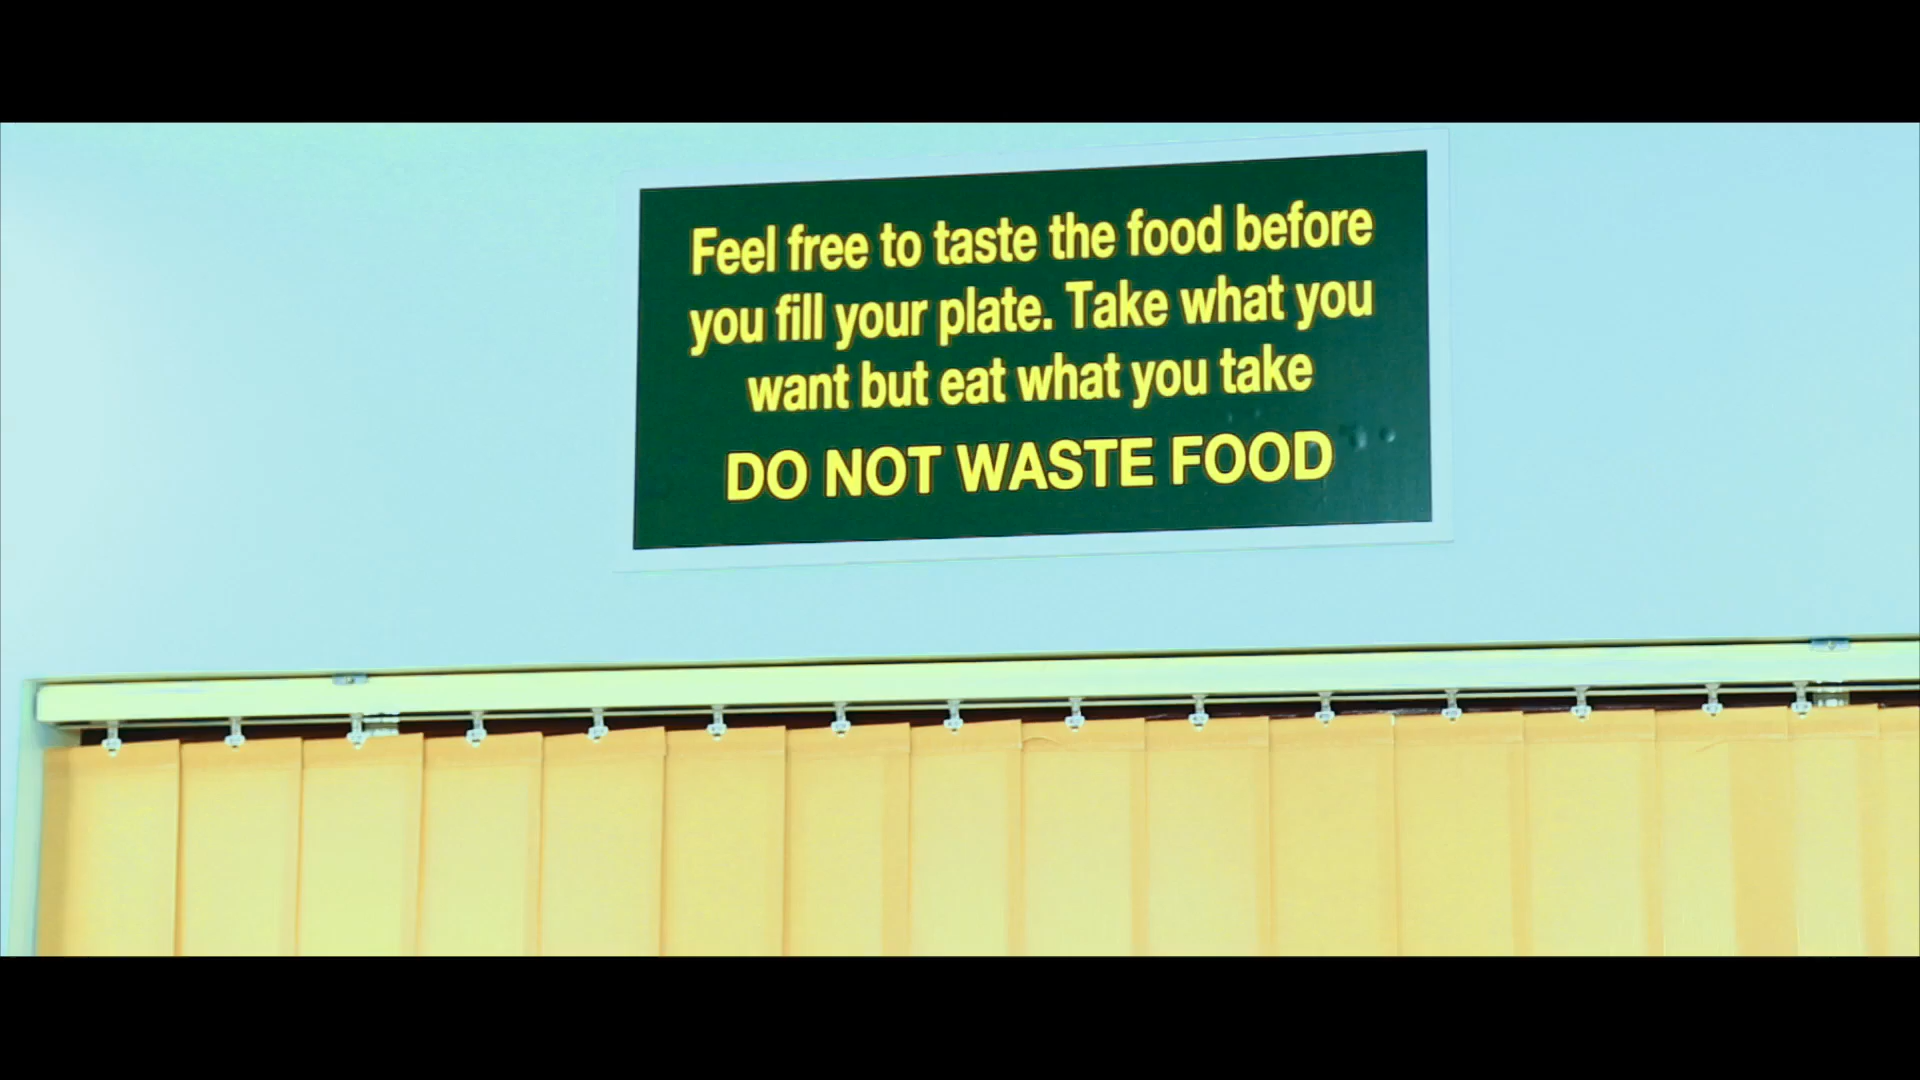 Feel free to taste the food before
you fill your plate. Take what you
want but eat what you take
DO NOT WASTE FOOD